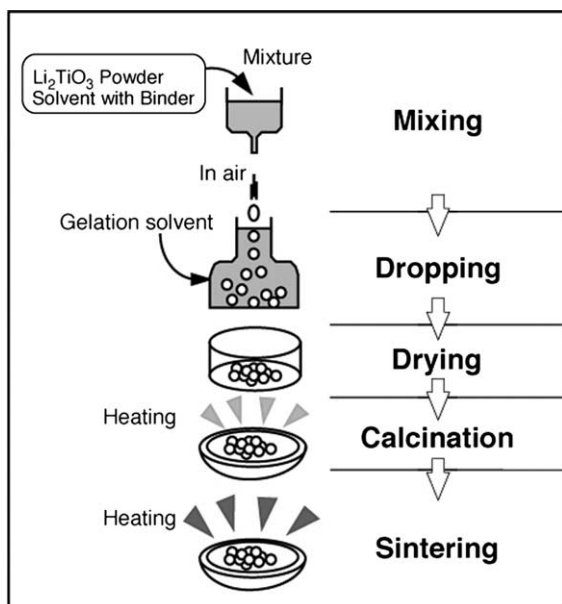 Mixture
Li₂TiO₃ Powder
Solvent with Binder
Mixing
In air
Gelation solvent
Dropping
Drying
Heating
Calcination
Heating
Sintering